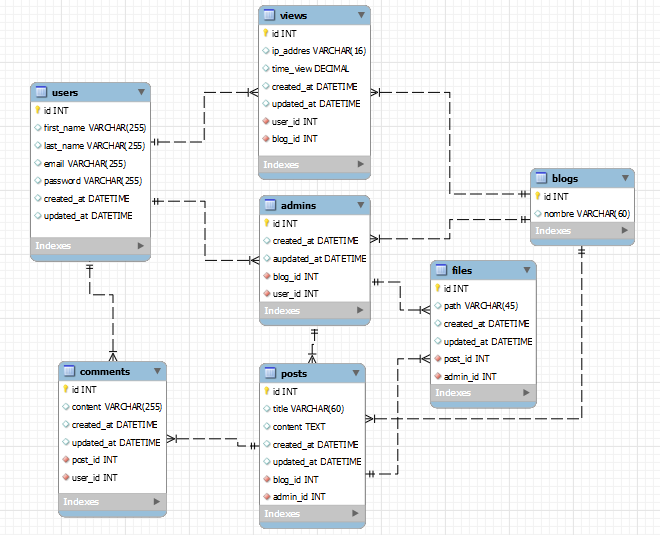 views
id INT
ip_addres VARCHAR(16)
time_view DECIMAL
created_at DATETIME
updated_at DATETIME
user_id INT
blog_id INT
Indexes
users
id INT
first_name VARCHAR(255)
last_name VARCHAR(255)
email VARCHAR(255)
password VARCHAR(255)
created_at DATETIME
updated_at DATETIME
Indexes
blogs
id INT
nombre VARCHAR(60)
Indexes
admins
id INT
created_at DATETIME
aupdated_at DATETIME
blog_id INT
user_id INT
Indexes
files
id INT
path VARCHAR(45)
created_at DATETIME
updated_at DATETIME
post_id INT
admin_id INT
Indexes
comments
id INT
content VARCHAR(255)
created_at DATETIME
updated_at DATETIME
post_id INT
user_id INT
Indexes
posts
id INT
title VARCHAR(60)
content TEXT
created_at DATETIME
updated_at DATETIME
blog_id INT
admin_id INT
Indexes